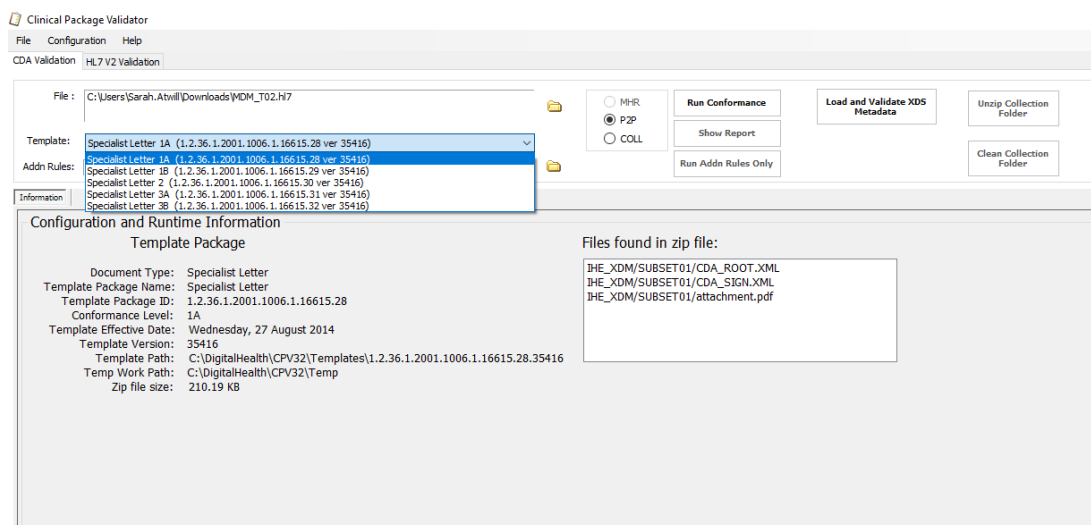 Clinical Package Validator
File Configuration Help
CDA Validation HL7 V2 Validation
File : C:\Users\Sarah.Atwill\Downloads\MDM_T02.hl7
MHR
P2P
COLL
Run Conformance
Show Report
Run Addn Rules Only
Load and Validate XDS
Metadata
Unzip Collection
Folder
Clean Collection
Folder
Template: Specialist Letter 1A (1.2.36.1.2001.1006.1.16615.28 ver 35416)
Addn Rules:
Specialist Letter 1A (1.2.36.1.2001.1006.1.16615.28 ver 35416)
Specialist Letter 1B (1.2.36.1.2001.1006.1.16615.29 ver 35416)
Specialist Letter 2 (1.2.36.1.2001.1006.1.16615.30 ver 35416)
Specialist Letter 3A (1.2.36.1.2001.1006.1.16615.31 ver 35416)
Specialist Letter 3B (1.2.36.1.2001.1006.1.16615.32 ver 35416)
Information
Configuration and Runtime Information
Template Package
Document Type: Specialist Letter
Template Package Name: Specialist Letter
Template Package ID: 1.2.36.1.2001.1006.1.16615.28
Conformance Level: 1A
Template Effective Date: Wednesday, 27 August 2014
Template Version: 35416
Template Path: C:\DigitalHealth\CPV32\Templates\1.2.36.1.2001.1006.1.16615.28.35416
Temp Work Path: C:\DigitalHealth\CPV32\Temp
Zip file size: 210.19 KB
Files found in zip file:
IHE_XDM/SUBSET01/CDA_ROOT.XML
IHE_XDM/SUBSET01/CDA_SIGN.XML
IHE_XDM/SUBSET01/attachment.pdf